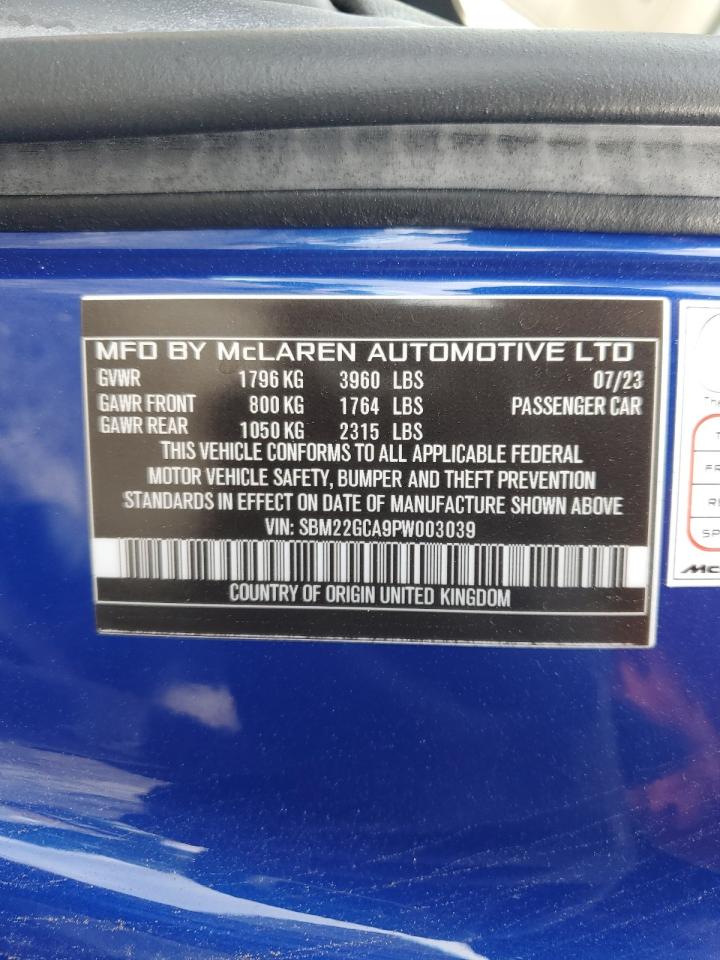 MFD BY McLAREN AUTOMOTIVE LTD
GVWR 1796 KG 3960 LBS 07/23
GAWR FRONT 800 KG 1764 LBS PASSENGER CAR
GAWR REAR 1050 KG 2315 LBS
THIS VEHICLE CONFORMS TO ALL APPLICABLE FEDERAL
MOTOR VEHICLE SAFETY, BUMPER AND THEFT PREVENTION
STANDARDS IN EFFECT ON DATE OF MANUFACTURE SHOWN ABOVE
VIN: SBM22GCA9PW003039
COUNTRY OF ORIGIN UNITED KINGDOM